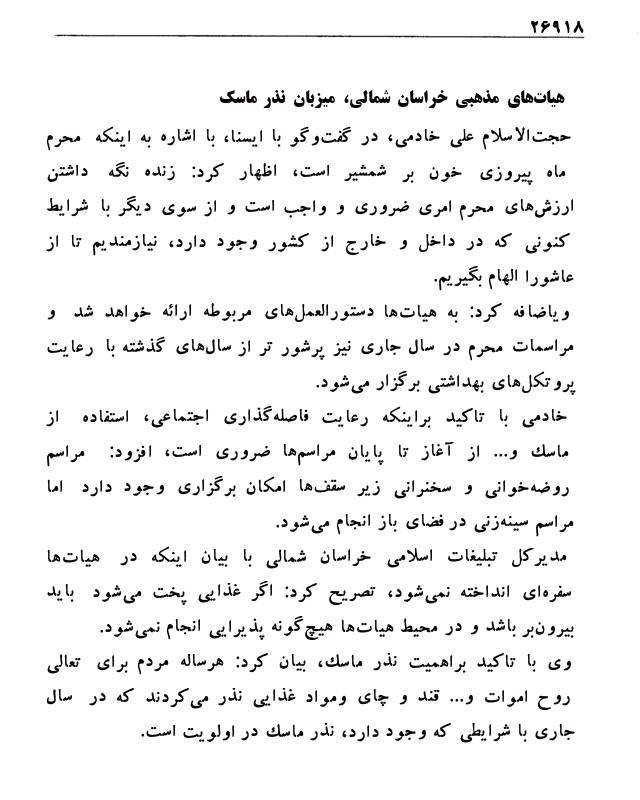 ۲۶۹۱۸
هیات‌های مذهبی خراسان شمالی، میزبان نذر ماسک
حجت‌الاسلام علی خادمی، در گفت‌وگو با ایسنا، با اشاره به اینکه محرم
ماه پیروزی خون بر شمشیر است، اظهار کرد: زنده نگه داشتن
ارزش‌های محرم امری ضروری و واجب است و از سوی دیگر با شرایط
کنونی که در داخل و خارج از کشور وجود دارد، نیازمندیم تا از
عاشورا الهام بگیریم.
ویاضافه کرد: به هیات‌ها دستورالعمل‌های مربوطه ارائه خواهد شد و
مراسمات محرم در سال جاری نیز پرشور تر از سال‌های گذشته با رعایت
پروتکل‌های بهداشتی برگزار می‌شود.
خادمی با تاکید براینکه رعایت فاصله‌گذاری اجتماعی، استفاده از
ماسک و... از آغاز تا پایان مراسم‌ها ضروری است، افزود: مراسم
روضه‌خوانی و سخنرانی زیر سقف‌ها امکان برگزاری وجود دارد اما
مراسم سینه‌زنی در فضای باز انجام می‌شود.
مدیرکل تبلیغات اسلامی خراسان شمالی با بیان اینکه در هیات‌ها
سفره‌ای انداخته نمی‌شود، تصریح کرد: اگر غذایی پخت می‌شود باید
بیرون‌بر باشد و در محیط هیات‌ها هیچ‌گونه پذیرایی انجام نمی‌شود.
وی با تاکید براهمیت نذر ماسک، بیان کرد: هرساله مردم برای تعالی
روح اموات و... قند و چای ومواد غذایی نذر می‌کردند که در سال
جاری با شرایطی که وجود دارد، نذر ماسک در اولویت است.